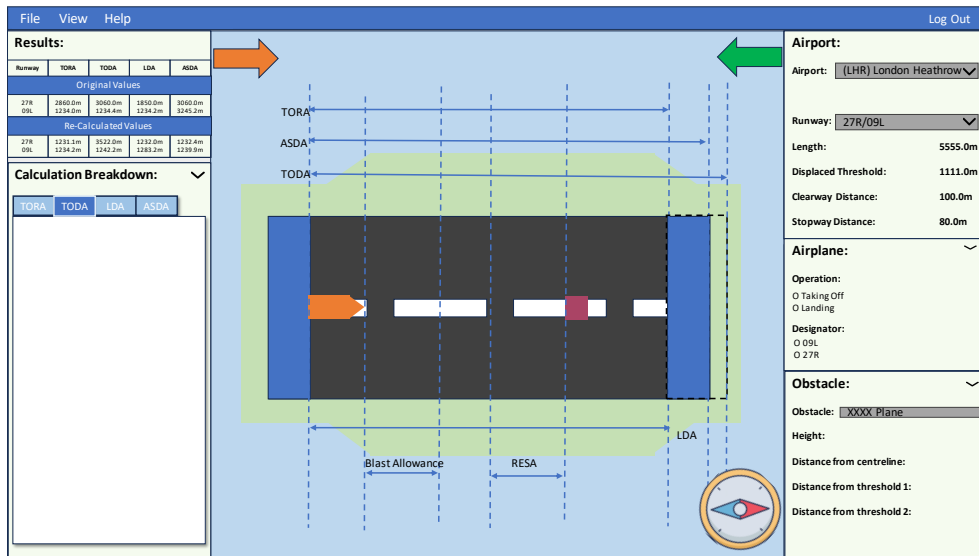 File View Help Log Out
Results:
Runway TORA TODA LDA ASDA
Original Values
27R 2860.0m 3060.0m 1850.0m 3060.0m
09L 1234.0m 1234.4m 1234.2m 3245.2m
Re-Calculated Values
27R 1231.1m 3522.0m 1232.0m 1232.4m
09L 1234.2m 1242.2m 1283.2m 1239.9m
Calculation Breakdown:
TORA TODA LDA ASDA
TORA
ASDA
TODA
LDA
Blast Allowance RESA
Airport:
Airport: (LHR) London Heathrow
Runway: 27R/09L
Length: 5555.0m
Displaced Threshold: 1111.0m
Clearway Distance: 100.0m
Stopway Distance: 80.0m
Airplane:
Operation:
O Taking Off
O Landing
Designator:
O 09L
O 27R
Obstacle:
Obstacle: XXXX Plane
Height:
Distance from centreline:
Distance from threshold 1:
Distance from threshold 2: